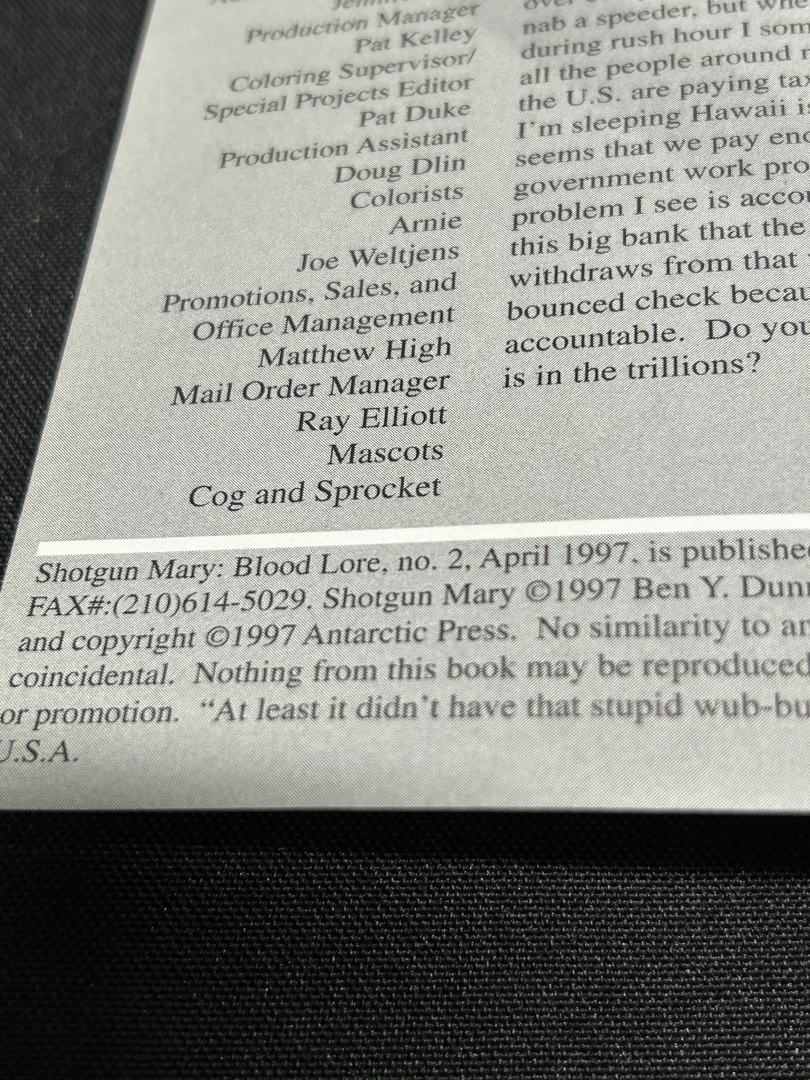 Production Manager
Pat Kelley
Coloring Supervisor/
Special Projects Editor
Pat Duke
Production Assistant
Doug Dlin
Colorists
Arnie
Joe Weltjens
Promotions, Sales, and
Office Management
Matthew High
Mail Order Manager
Ray Elliott
Mascots
Cog and Sprocket
nab a speeder, but
during rush hour I
all the people around
the U.S. are paying
I'm sleeping Hawaii
seems that we pay
government work
problem I see is
this big bank that the
withdraws from that
bounced check
accountable. Do
is in the trillions?
Shotgun Mary: Blood Lore, no. 2, April 1997, is
FAX#:(210)614-5029. Shotgun Mary ©1997 Ben Y.
and copyright ©1997 Antarctic Press. No similarity to
coincidental. Nothing from this book may be reproduced
or promotion. “At least it didn't have that stupid
U.S.A.